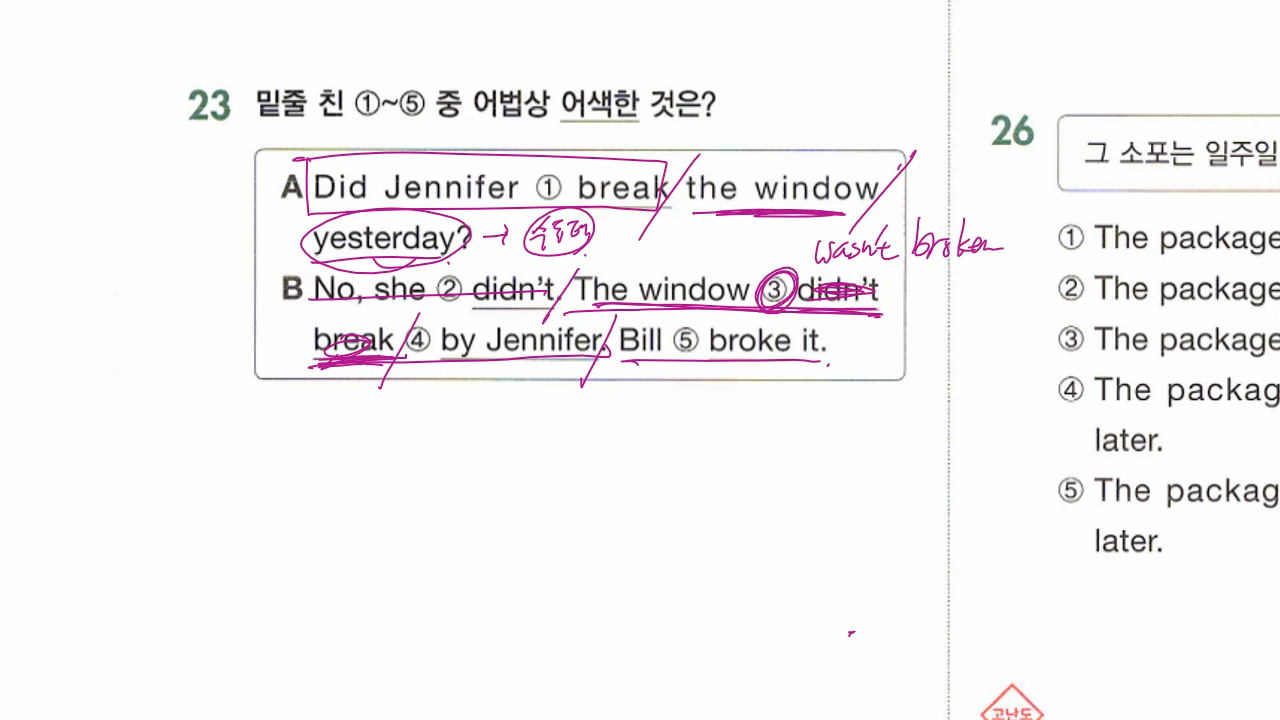 23 밑줄 친 ①~⑤ 중 어법상 어색한 것은?
A Did Jennifer ① break the window
yesterday? → 수동태
wasn't broken
B No, she ② didn't. The window ③ didn't
break ④ by Jennifer. Bill ⑤ broke it.
26
그 소포는 일주일
① The package
② The package
③ The package
④ The packag
later.
⑤ The packag
later.
고난도